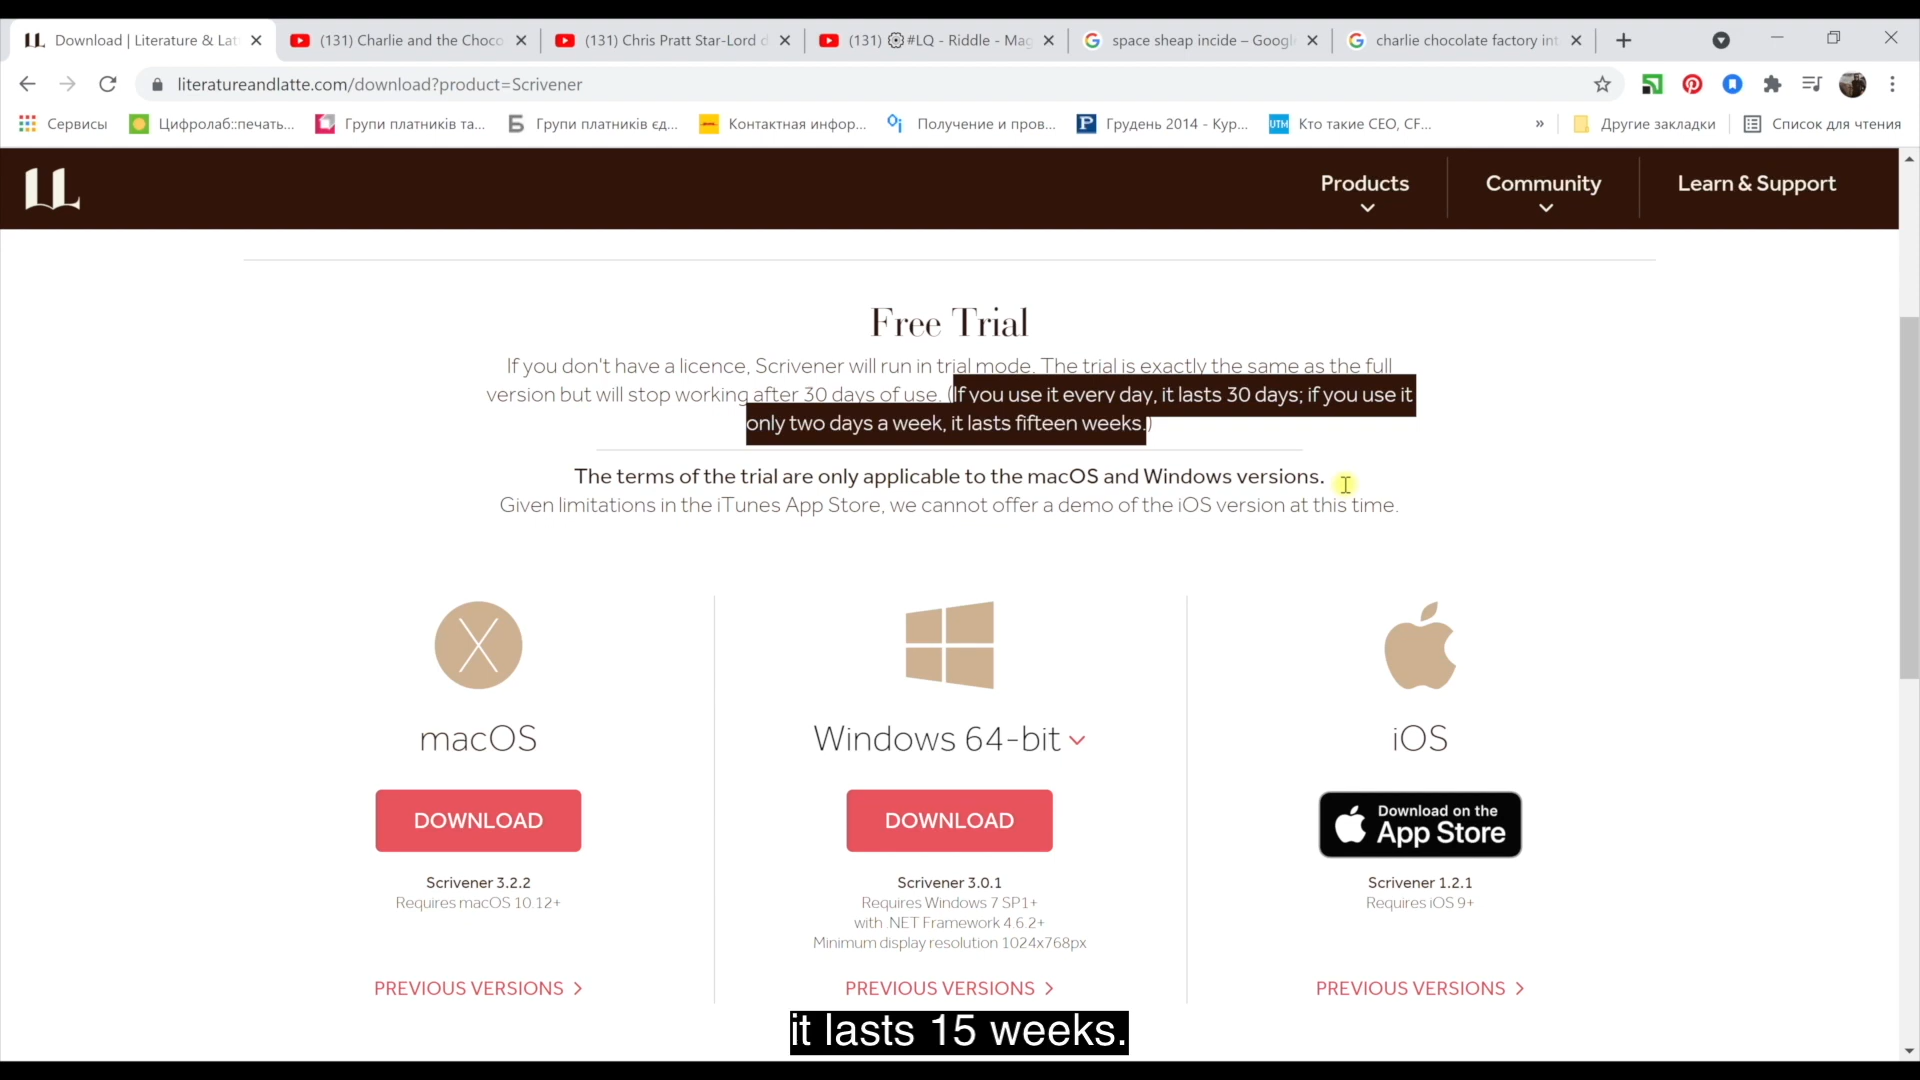 Download | Literature & Lat
(131) Charlie and the Choco
(131) Chris Pratt Star-Lord d
(131) #LQ - Riddle - Mag
space sheap incide – Google
charlie chocolate factory int
literatureandlatte.com/download?product=Scrivener
Сервисы
Цифролаб::печать...
Групи платників та...
Групи платників єд...
Контактная инфор...
Получение и пров...
Грудень 2014 - Кур...
UTM
Кто такие CEO, CF...
»
Другие закладки
Список для чтения
Products
Community
Learn & Support
Free Trial
If you don't have a licence, Scrivener will run in trial mode. The trial is exactly the same as the full
version but will stop working after 30 days of use. (If you use it every day, it lasts 30 days; if you use it
only two days a week, it lasts fifteen weeks.)
The terms of the trial are only applicable to the macOS and Windows versions.
Given limitations in the iTunes App Store, we cannot offer a demo of the iOS version at this time.
macOS
DOWNLOAD
Scrivener 3.2.2
Requires macOS 10.12+
PREVIOUS VERSIONS >
Windows 64-bit
DOWNLOAD
Scrivener 3.0.1
Requires Windows 7 SP1+
with .NET Framework 4.6.2+
Minimum display resolution 1024x768px
PREVIOUS VERSIONS >
iOS
Download on the
App Store
Scrivener 1.2.1
Requires iOS 9+
PREVIOUS VERSIONS >
it lasts 15 weeks.